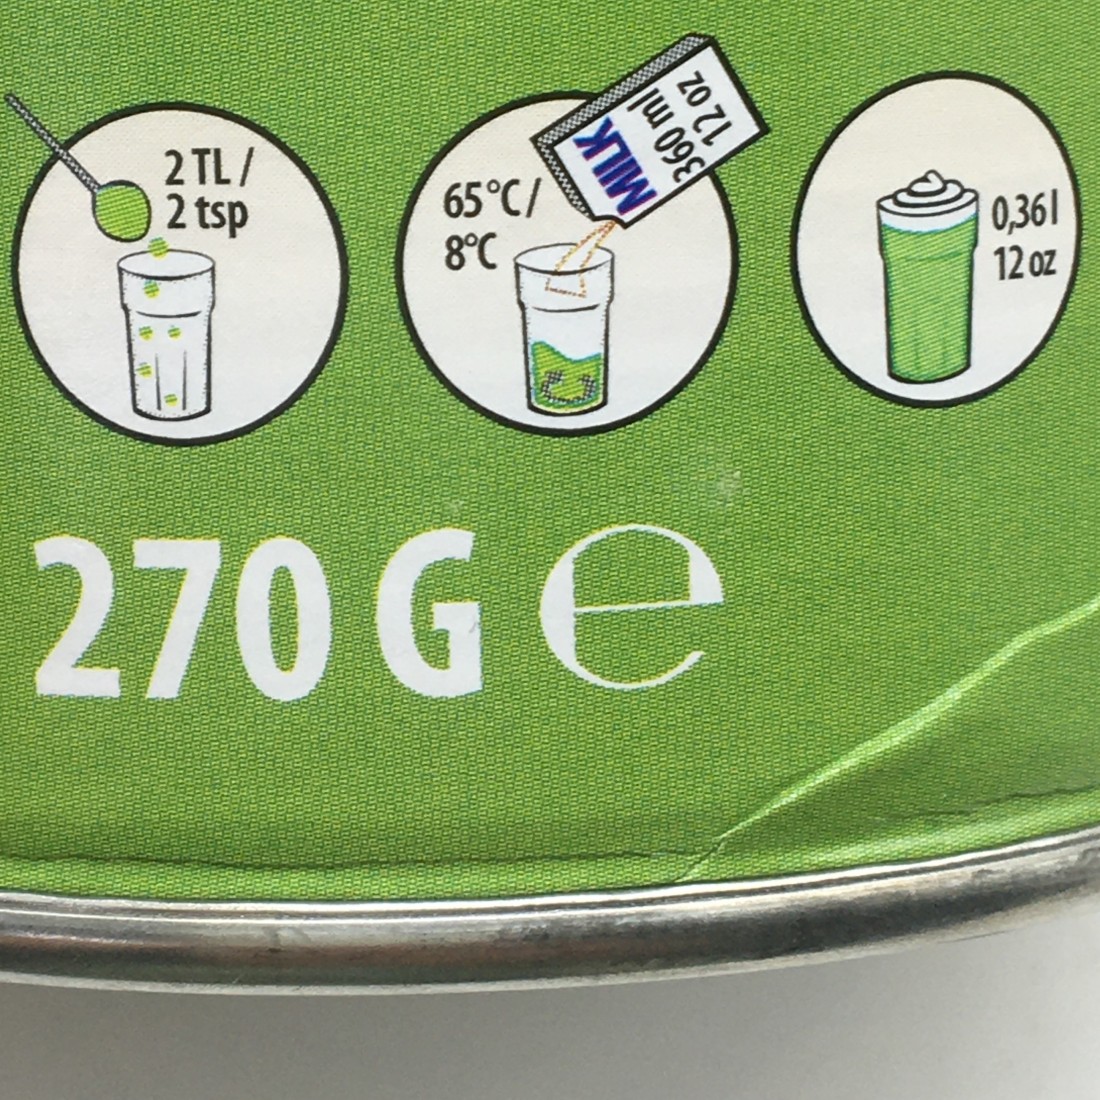 2 TL /
2 tsp
65°C/
8°C
MILK
360 ml
12 oz
0,36 l
12 oz
270 G ℮